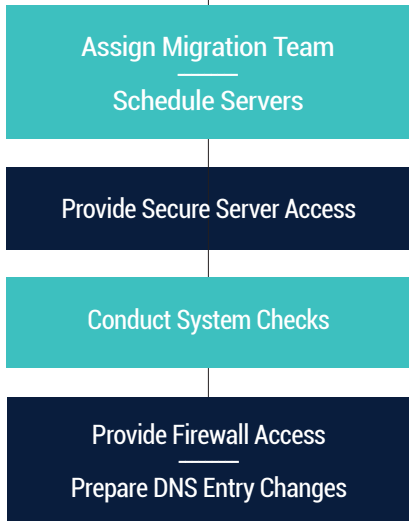 Assign Migration Team
Schedule Servers
Provide Secure Server Access
Conduct System Checks
Provide Firewall Access
Prepare DNS Entry Changes